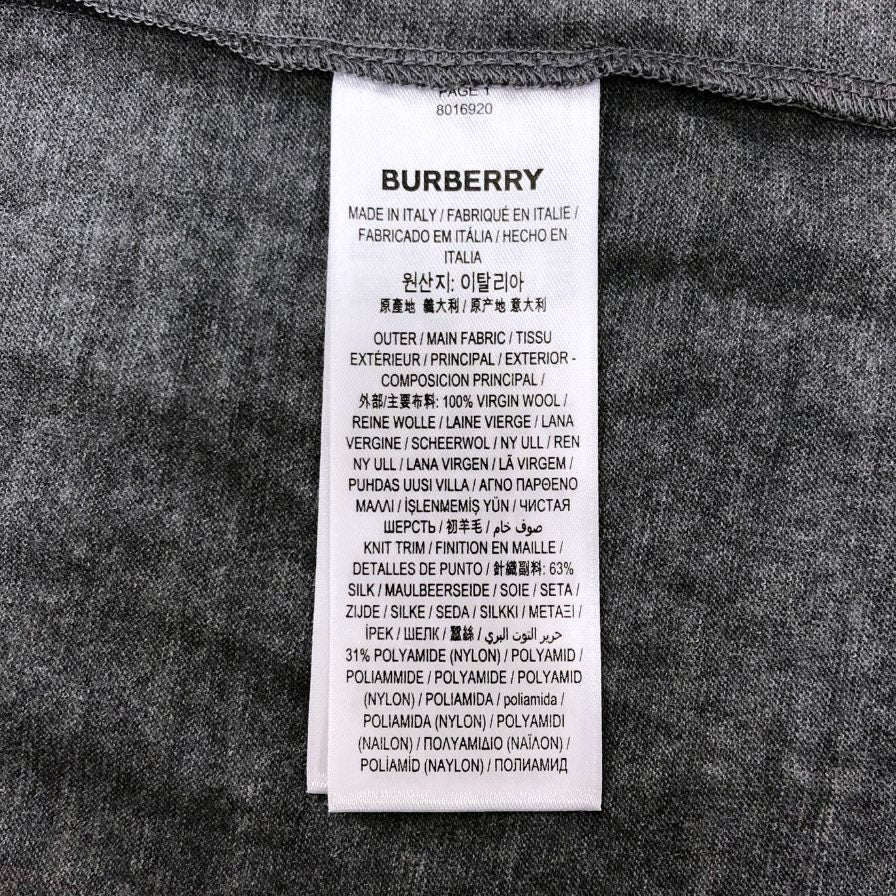 PAGE 1
8016920
BURBERRY
MADE IN ITALY / FABRIQUÉ EN ITALIE /
FABRICADO EM ITÁLIA / HECHO EN
ITALIA
원산지: 이탈리아
原產地 義大利 / 原产地 意大利
OUTER / MAIN FABRIC / TISSU
EXTÉRIEUR / PRINCIPAL / EXTERIOR -
COMPOSICION PRINCIPAL /
外部/主要布料: 100% VIRGIN WOOL /
REINE WOLLE / LAINE VIERGE / LANA
VERGINE / SCHEERWOL / NY ULL / REN
NY ULL / LANA VIRGEN / LÃ VIRGEM /
PUHDAS UUSI VILLA / ΑΓΝΟ ΠΑΡΘΕΝΟ
ΜΑΛΛΙ / İŞLENMEMİŞ YÜN / ЧИСТАЯ
ШЕРСТЬ / 初羊毛 / صوف خام /
KNIT TRIM / FINITION EN MAILLE /
DETALLES DE PUNTO / 針織副料: 63%
SILK / MAULBEERSEIDE / SOIE / SETA /
ZIJDE / SILKE / SEDA / SILKKI / ΜΕΤΑΞΙ /
İPEK / ШЕЛК / 蠶絲 / حرير التوت البري /
31% POLYAMIDE (NYLON) / POLYAMID /
POLIAMMIDE / POLYAMIDE / POLYAMID
(NYLON) / POLIAMIDA / poliamida /
POLIAMIDA (NYLON) / POLYAMIDI
(NAILON) / ΠΟΛΥΑΜΙΔΙΟ (ΝΑΪΛΟΝ) /
POLİAMİD (NAYLON) / ПОЛИАМИД